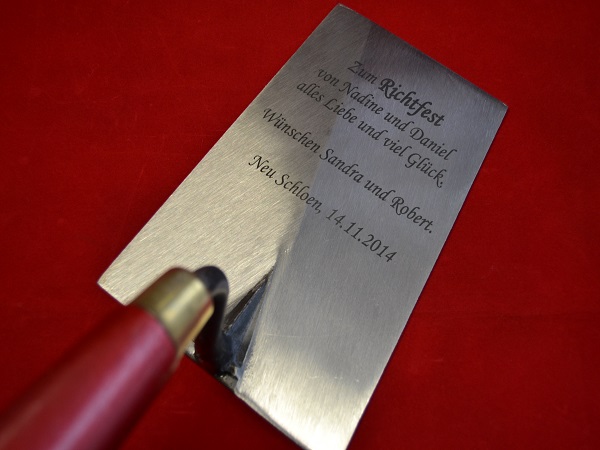 Zum Richtfest
von Nadine und Daniel
alles Liebe und viel Glück,
Wünschen Sandra und Robert.
Neu Schloen, 14.11.2014